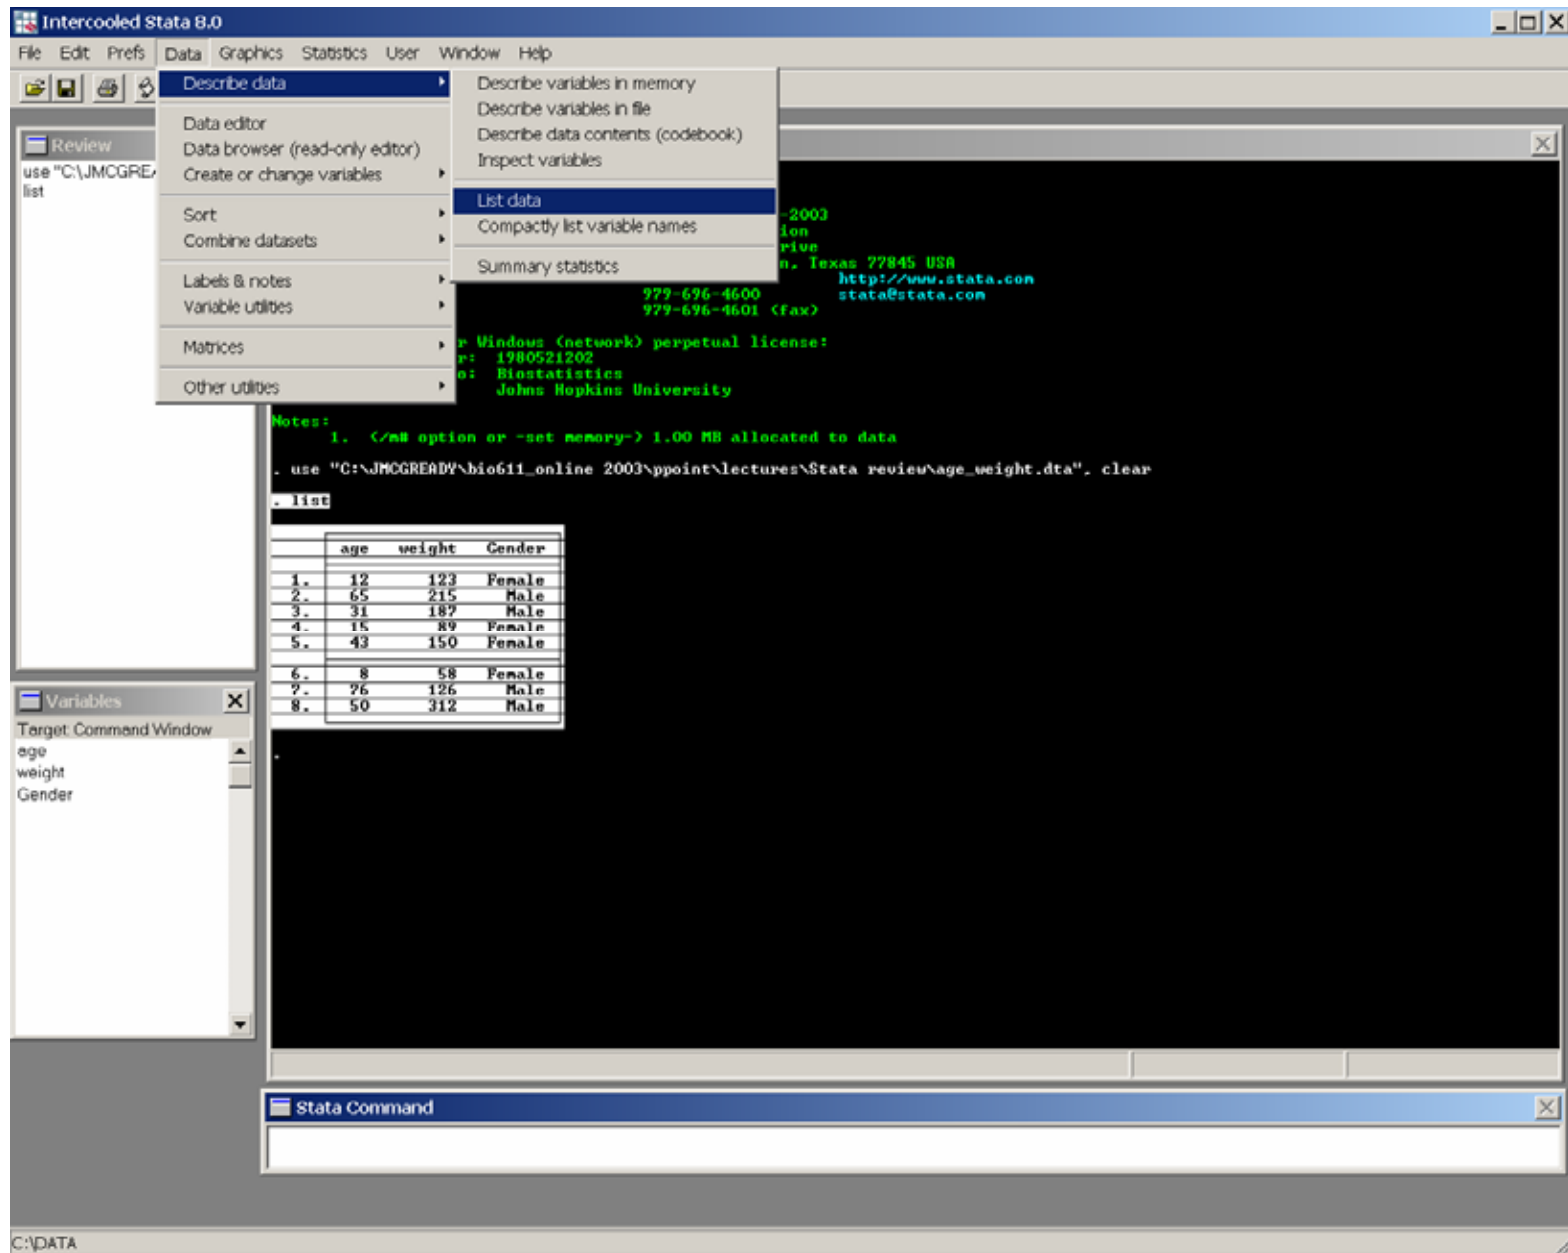 Intercooled Stata 8.0
File Edit Prefs Data Graphics Statistics User Window Help
Describe data
Data editor
Data browser (read-only editor)
Create or change variables
Sort
Combine datasets
Labels & notes
Variable utilities
Matrices
Other utilities
Describe variables in memory
Describe variables in file
Describe data contents (codebook)
Inspect variables
List data
Compactly list variable names
Summary statistics
Review
use "C:\JMCGREA
list
-2003
Texas 77845 USA
http://www.stata.com
979-696-4600 stata@stata.com
979-696-4601 (fax)
Windows (network) perpetual license:
1980521202
Biostatistics
Johns Hopkins University
Notes:
1. (/m# option or -set memory-) 1.00 MB allocated to data
. use "C:\JMCGREADY\bio611_online 2003\ppoint\lectures\Stata review\age_weight.dta", clear
. list
age weight Gender
1. 12 123 Female
2. 65 215 Male
3. 31 187 Male
4. 15 89 Female
5. 43 150 Female
6. 8 58 Female
7. 76 126 Male
8. 50 312 Male
.
Variables
Target: Command Window
age
weight
Gender
Stata Command
C:\DATA